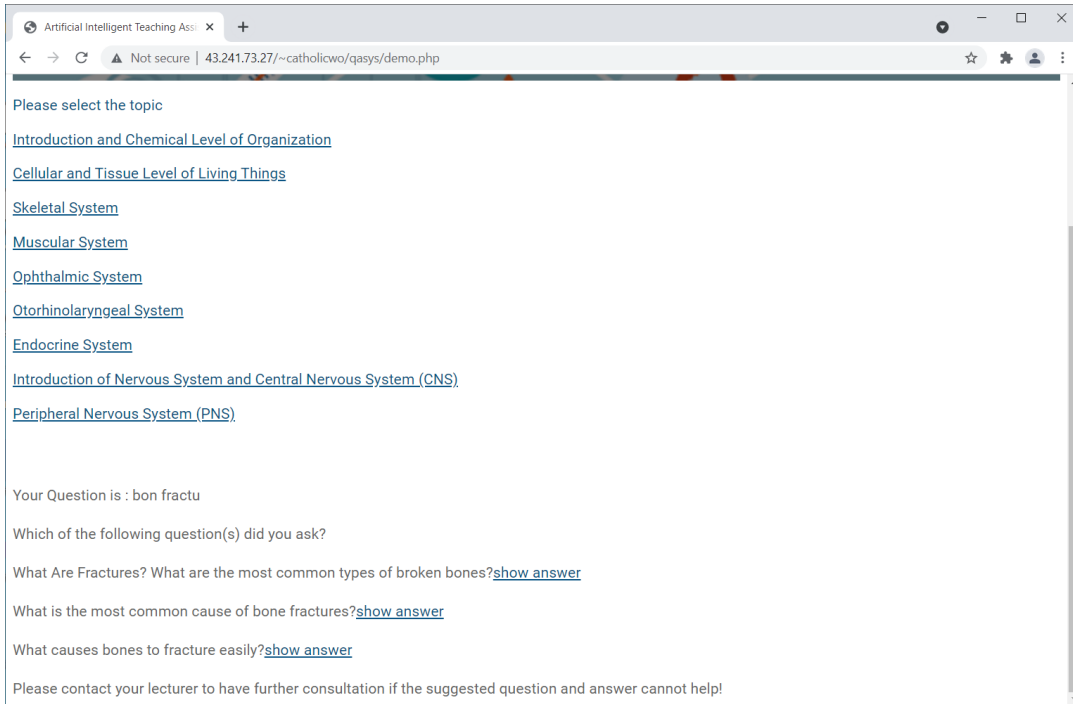 Artificial Intelligent Teaching Ass
Not secure | 43.241.73.27/~catholicwo/qasys/demo.php
Please select the topic
Introduction and Chemical Level of Organization
Cellular and Tissue Level of Living Things
Skeletal System
Muscular System
Ophthalmic System
Otorhinolaryngeal System
Endocrine System
Introduction of Nervous System and Central Nervous System (CNS)
Peripheral Nervous System (PNS)
Your Question is : bon fractu
Which of the following question(s) did you ask?
What Are Fractures? What are the most common types of broken bones?show answer
What is the most common cause of bone fractures?show answer
What causes bones to fracture easily?show answer
Please contact your lecturer to have further consultation if the suggested question and answer cannot help!